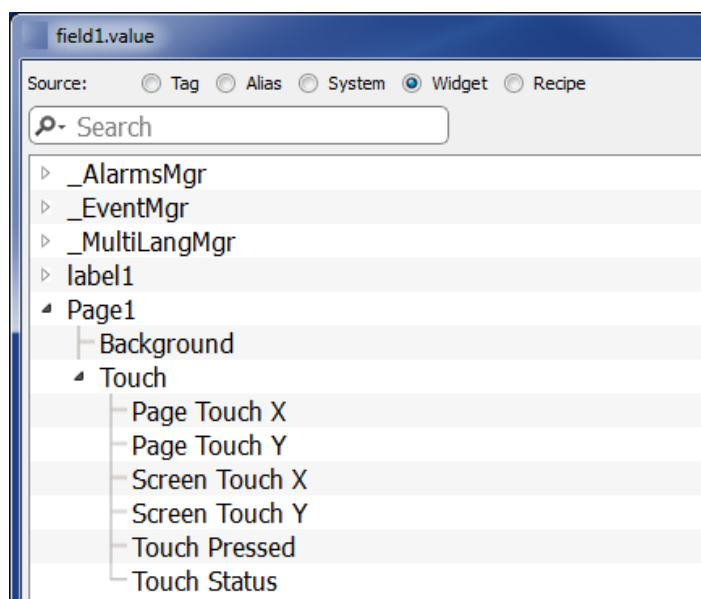 field1.value
Source: Tag Alias System Widget Recipe
Search
_AlarmsMgr
_EventMgr
_MultiLangMgr
label1
Page1
Background
Touch
Page Touch X
Page Touch Y
Screen Touch X
Screen Touch Y
Touch Pressed
Touch Status